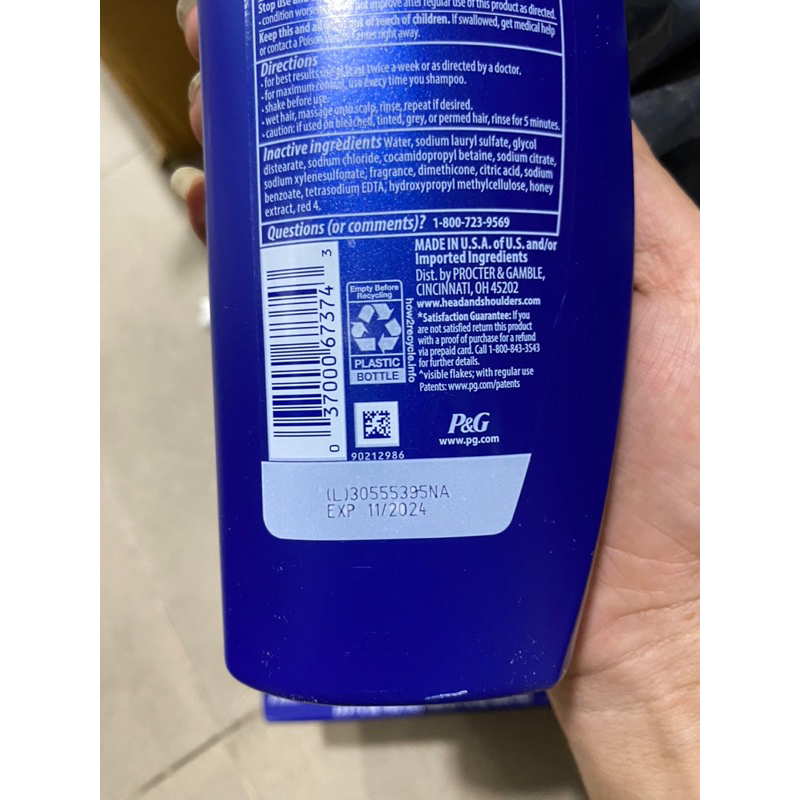 Stop use and
condition worsens not improve after regular use of this product as directed.
Keep this and all out of reach of children. If swallowed, get medical help
or contact a Poison Center right away.
Directions
• for best results use at least twice a week or as directed by a doctor.
• for maximum control, use every time you shampoo.
• shake before use.
• wet hair, massage onto scalp, rinse, repeat if desired.
• caution: if used on bleached, tinted, grey, or permed hair, rinse for 5 minutes.
Inactive ingredients Water, sodium lauryl sulfate, glycol
distearate, sodium chloride, cocamidopropyl betaine, sodium citrate,
sodium xylenesulfonate, fragrance, dimethicone, citric acid, sodium
benzoate, tetrasodium EDTA, hydroxypropyl methylcellulose, honey
extract, red 4.
Questions (or comments)? 1-800-723-9569
0 37000 67374 3
Empty Before
Recycling
PLASTIC
BOTTLE
how2recycle.info
MADE IN U.S.A. of U.S. and/or
Imported Ingredients
Dist. by PROCTER & GAMBLE,
CINCINNATI, OH 45202
www.headandshoulders.com
*Satisfaction Guarantee: If you
are not satisfied return this product
with a proof of purchase for a refund
via prepaid card. Call 1-800-843-3543
for further details.
^visible flakes; with regular use
Patents: www.pg.com/patents
P&G
www.pg.com
90212986
(L)30555395NA
EXP 11/2024